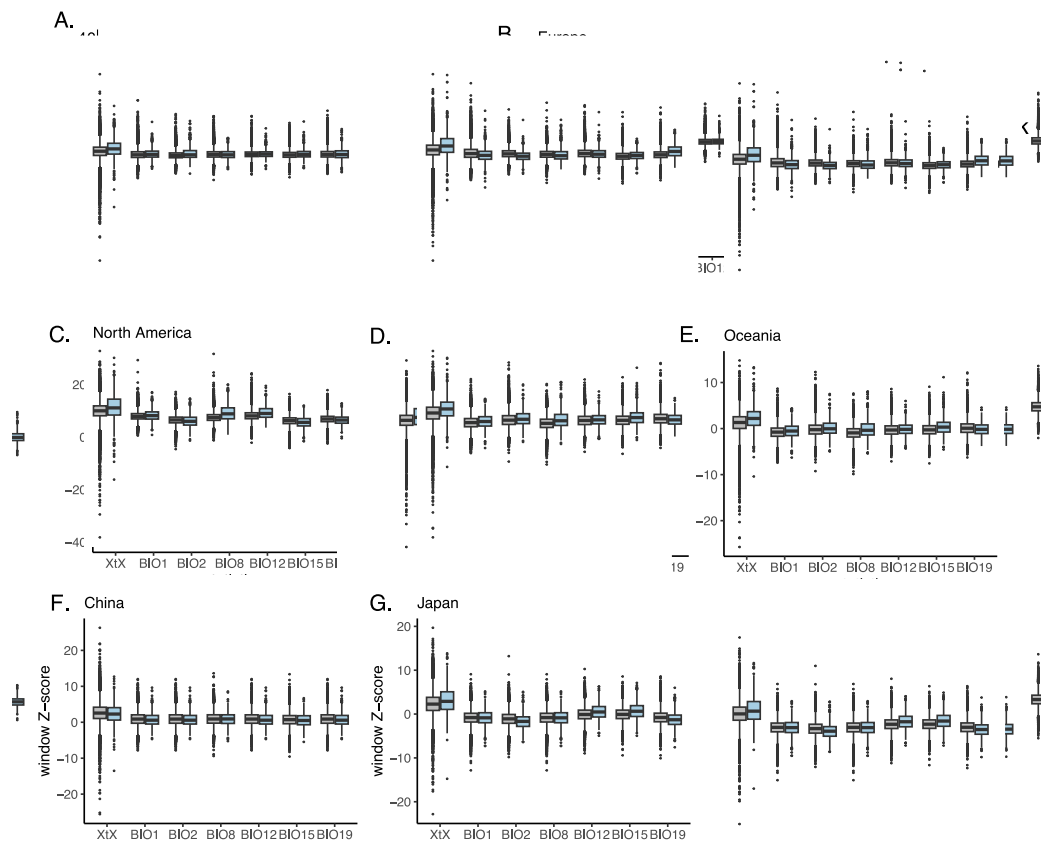 A.
B.
BIO1
C.
North America
D.
E.
Oceania
20
0
−20
−40
XtX BIO1 BIO2 BIO8 BIO12 BIO15 BI
19
10
0
−10
−20
XtX BIO1 BIO2 BIO8 BIO12 BIO15 BIO19
F.
China
G.
Japan
window Z−score
20
10
0
−10
−20
XtX BIO1 BIO2 BIO8 BIO12 BIO15 BIO19
window Z−score
20
10
0
−10
−20
XtX BIO1 BIO2 BIO8 BIO12 BIO15 BIO19